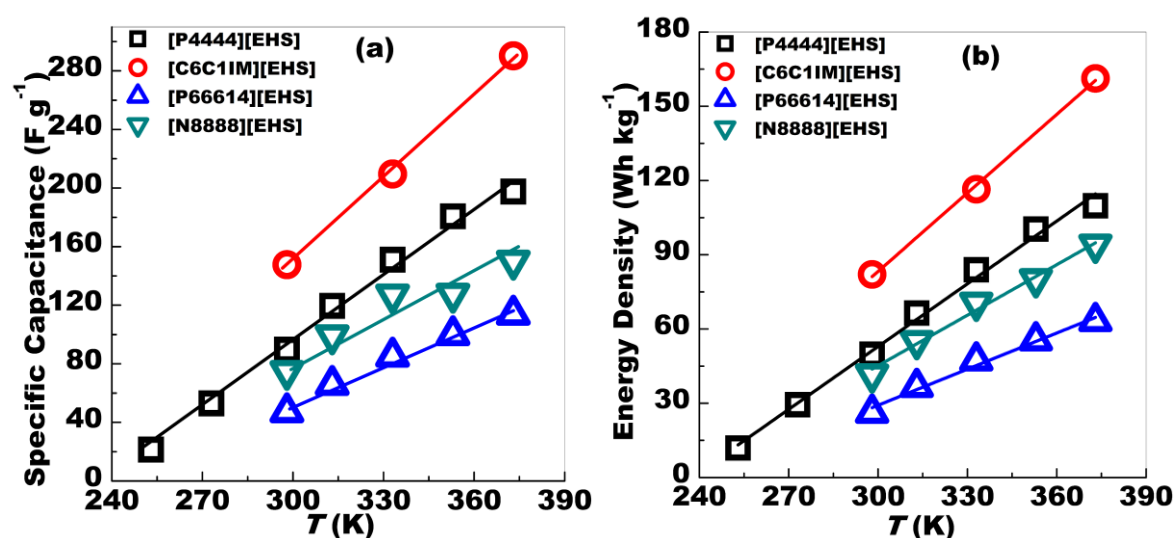 (a)
[P4444][EHS]
[C6C1IM][EHS]
[P66614][EHS]
[N8888][EHS]
Specific Capacitance (F g-1)
280
240
200
160
120
80
40
0
240 270 300 330 360 390
T (K)
(b)
[P4444][EHS]
[C6C1IM][EHS]
[P66614][EHS]
[N8888][EHS]
Energy Density (Wh kg-1)
180
150
120
90
60
30
0
240 270 300 330 360 390
T (K)